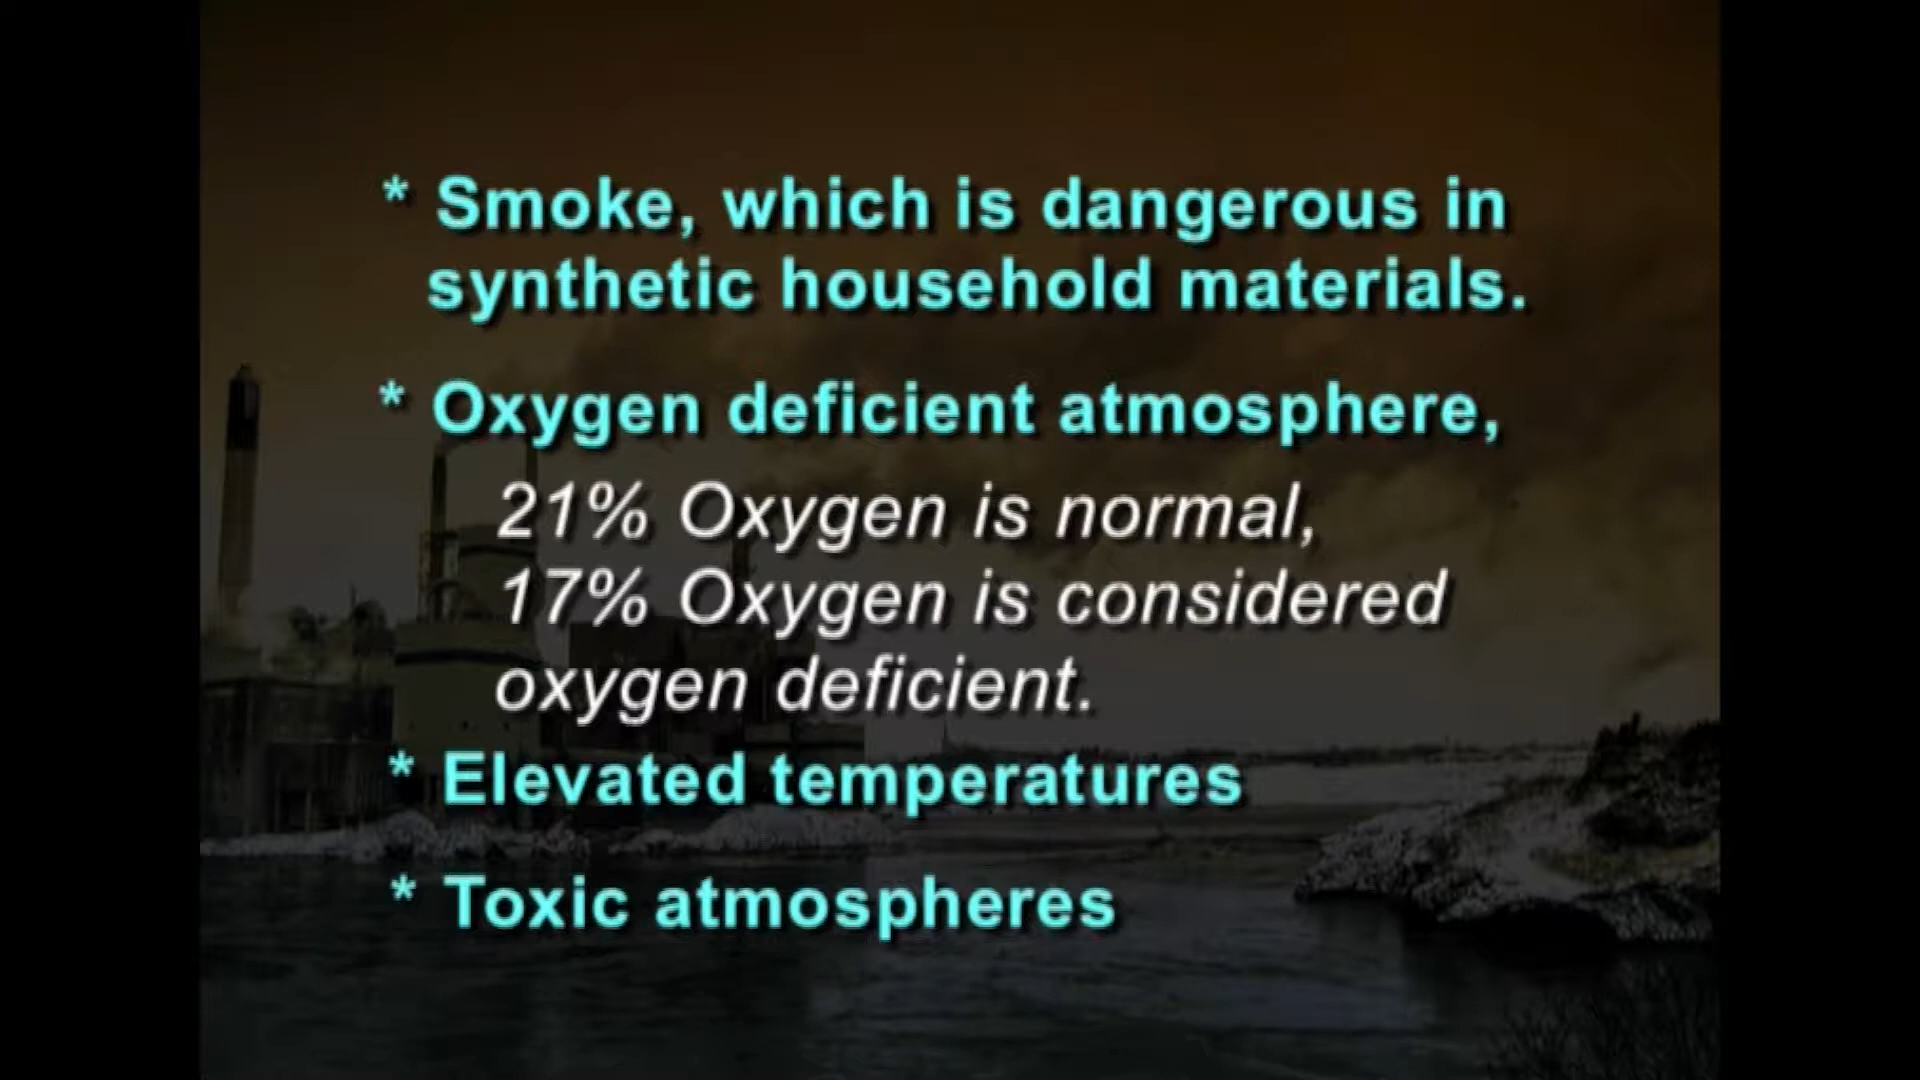 * Smoke, which is dangerous in
synthetic household materials.
* Oxygen deficient atmosphere,
21% Oxygen is normal,
17% Oxygen is considered
oxygen deficient.
* Elevated temperatures
* Toxic atmospheres